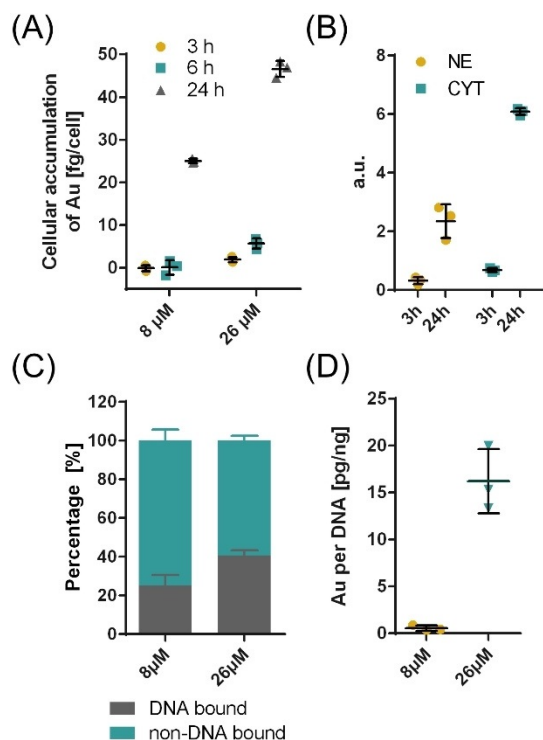 (A)
Cellular accumulation
of Au [fg/cell]
50
40
30
20
10
0
3 h
6 h
24 h
8 µM
26 µM
(B)
a.u.
8
6
4
2
0
NE
CYT
3h
24h
3h
24h
(C)
Percentage [%]
120
100
80
60
40
20
0
8µM
26µM
DNA bound
non-DNA bound
(D)
Au per DNA [pg/ng]
25
20
15
10
5
0
8µM
26µM